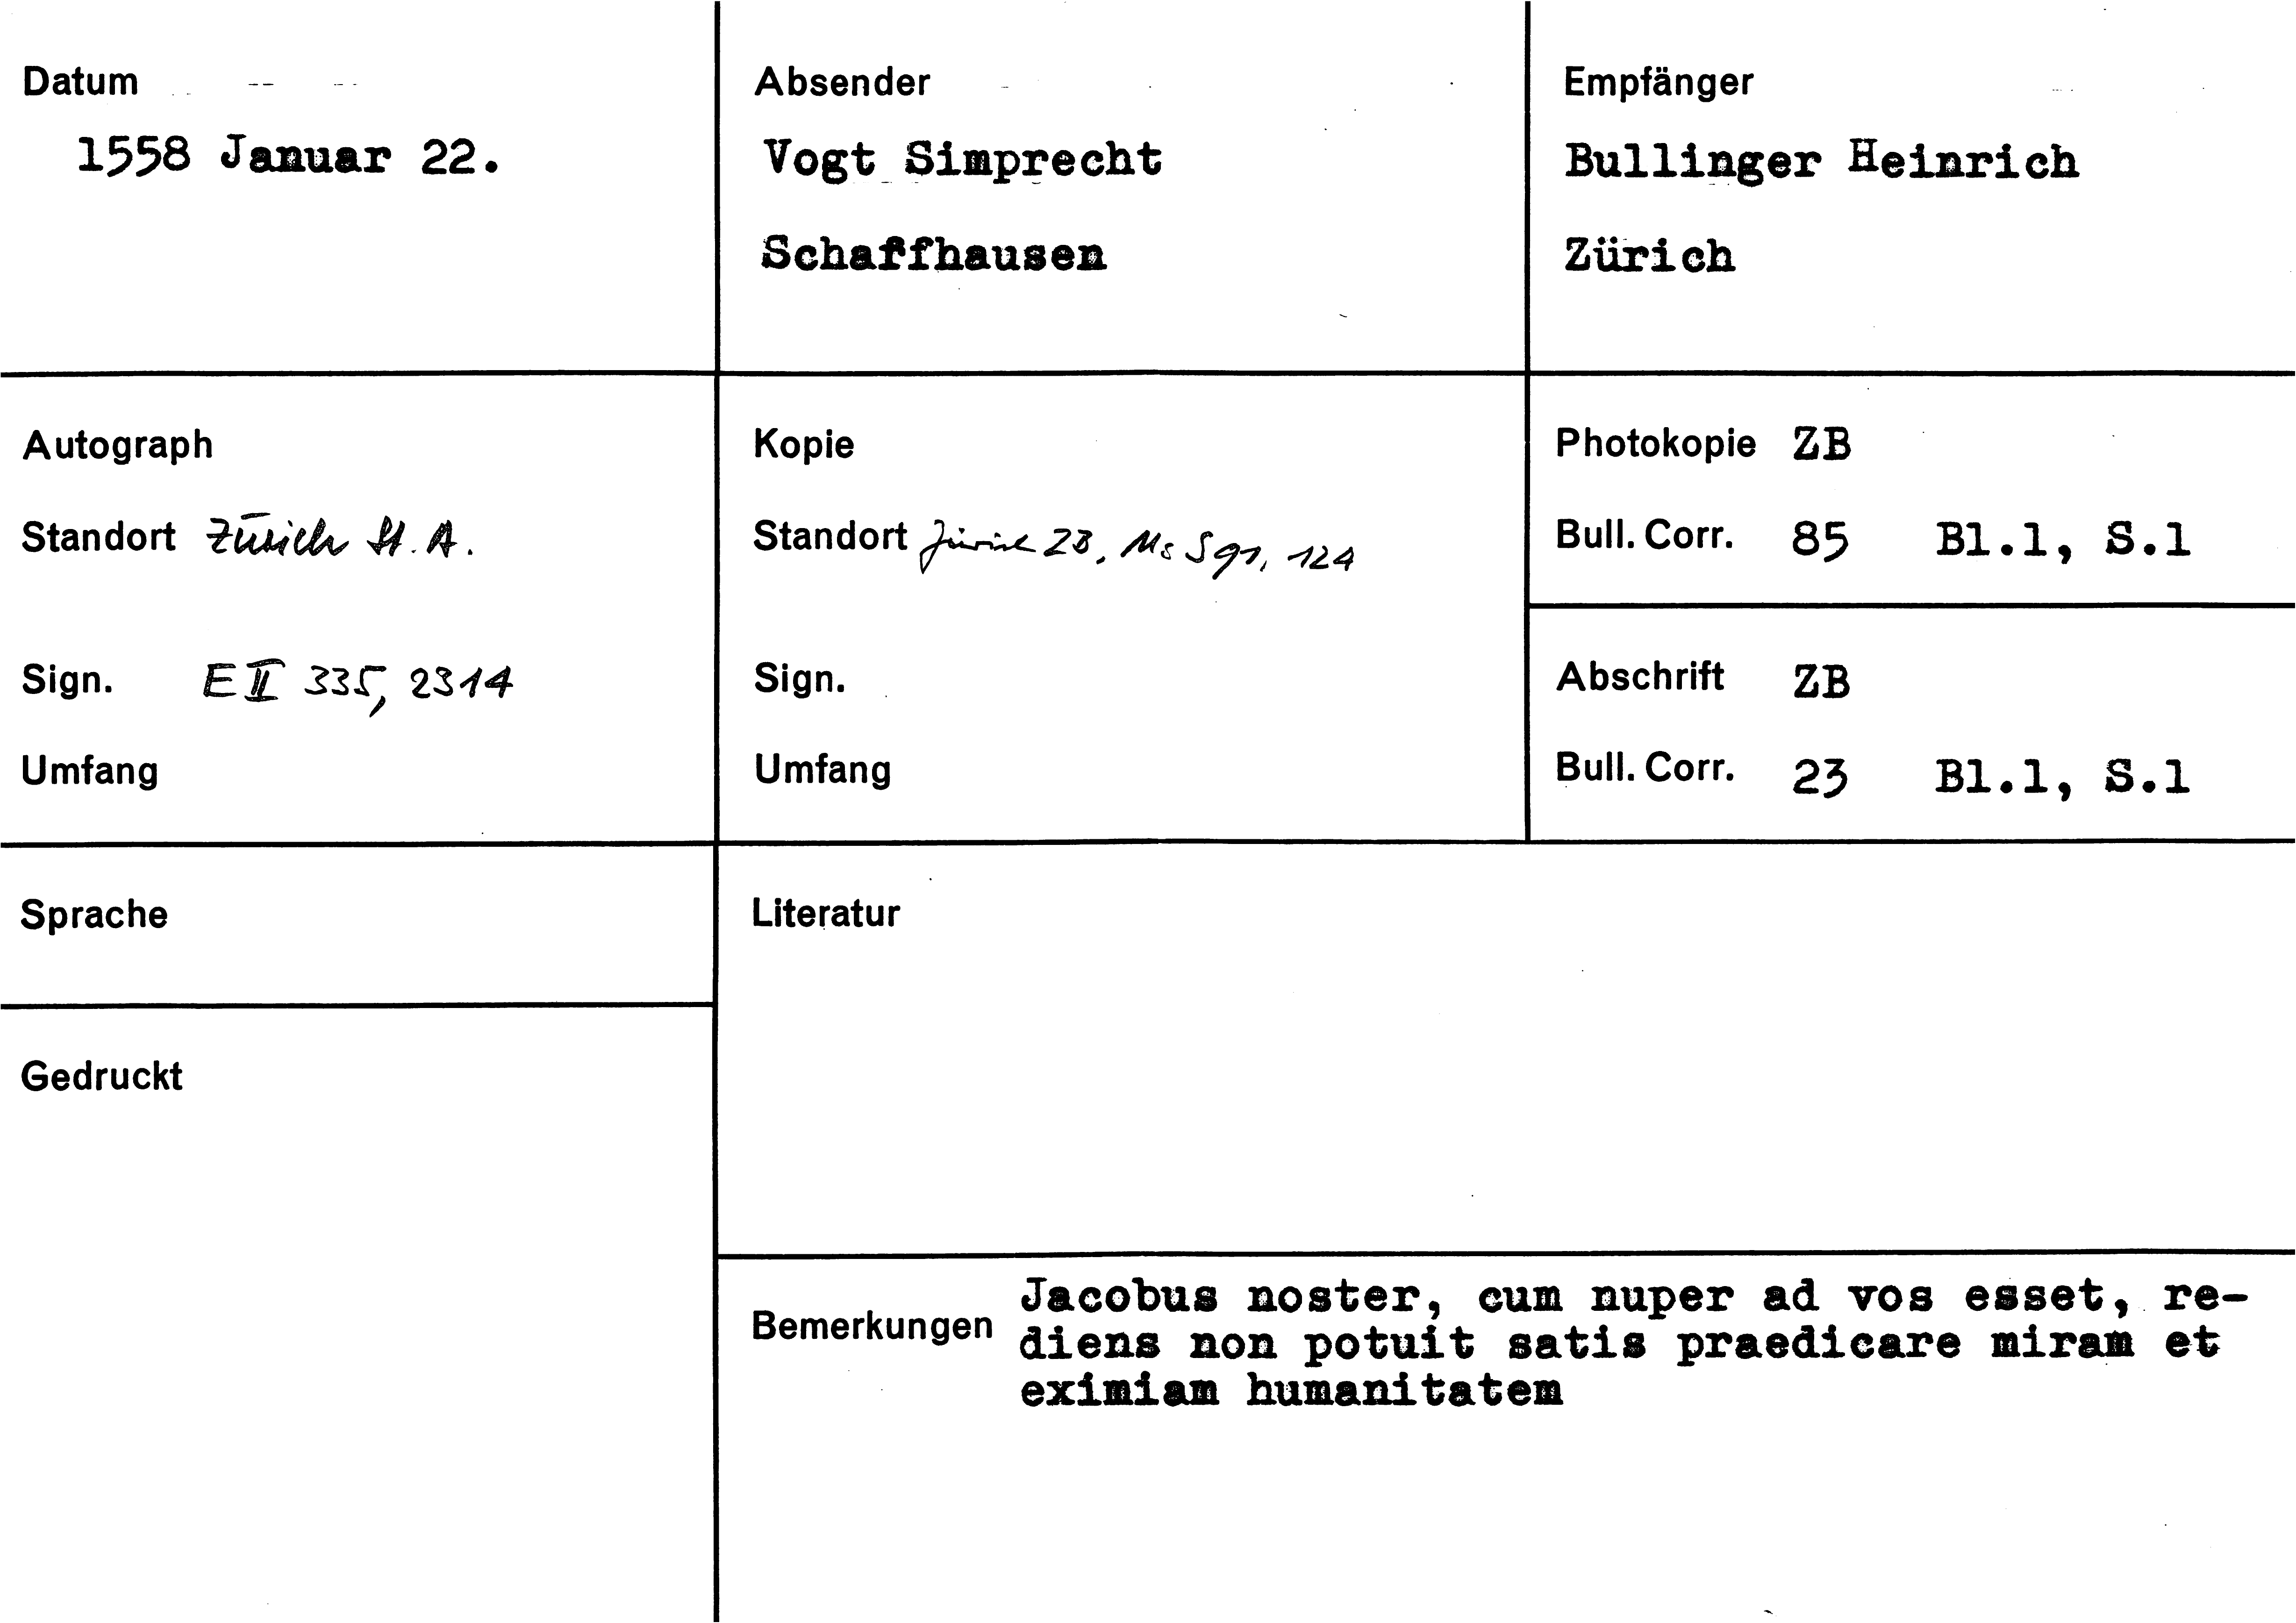 Datum
1558 Januar 22.
Absender
Vogt Simprecht
Schaffhausen
Empfänger
Bullinger Heinrich
Zürich
Autograph
Standort Zürich St. A.
Sign. E II 335, 2314
Umfang
Kopie
Standort Zürich ZB, Ms S 91, 124
Sign.
Umfang
Photokopie ZB
Bull. Corr. 85 Bl.1, S.1
Abschrift ZB
Bull. Corr. 23 Bl.1, S.1
Sprache
Gedruckt
Literatur
Bemerkungen
Jacobus noster, cum nuper ad vos esset, re-
diens non potuit satis praedicare miram et
eximiam humanitatem